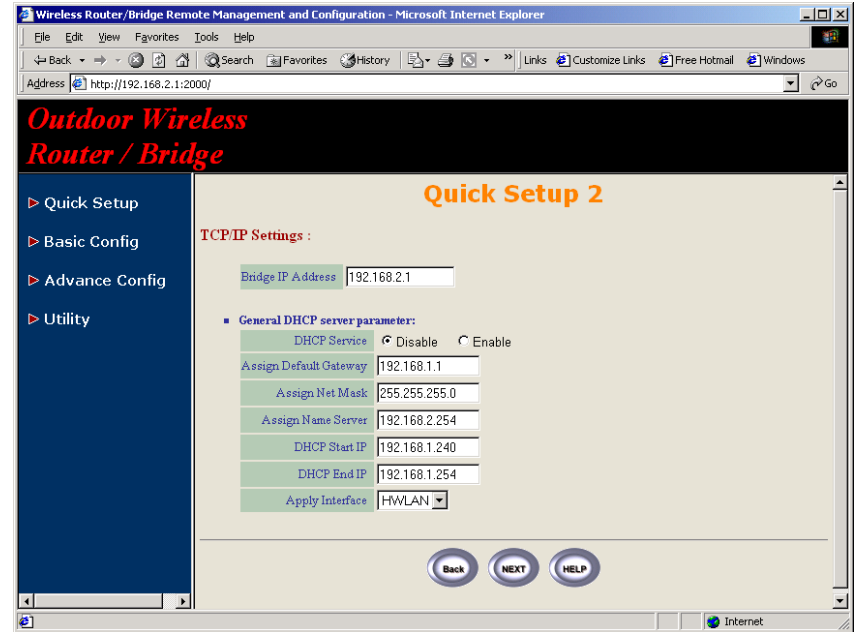 Wireless Router/Bridge Remote Management and Configuration - Microsoft Internet Explorer
File Edit View Favorites Tools Help
Back Search Favorites History » Links Customize Links Free Hotmail Windows
Address http://192.168.2.1:2000/ Go
Outdoor Wireless
Router / Bridge
Quick Setup
Basic Config
Advance Config
Utility
Quick Setup 2
TCP/IP Settings :
Bridge IP Address 192.168.2.1
General DHCP server parameter:
DHCP Service Disable Enable
Assign Default Gateway 192.168.1.1
Assign Net Mask 255.255.255.0
Assign Name Server 192.168.2.254
DHCP Start IP 192.168.1.240
DHCP End IP 192.168.1.254
Apply Interface HWLAN
Back NEXT HELP
Internet